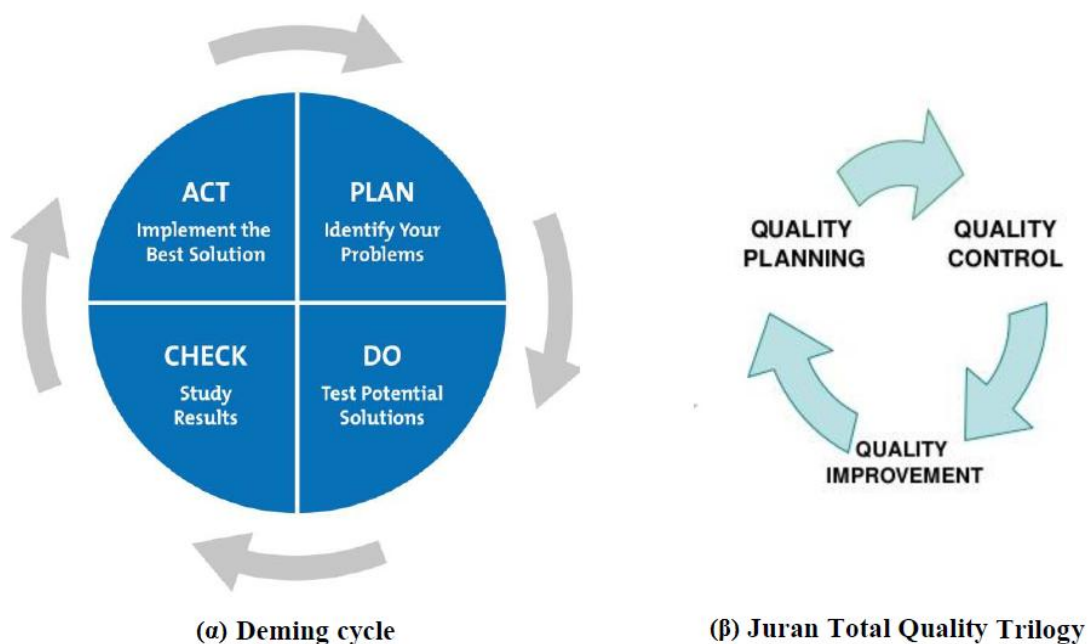 ACT
Implement the
Best Solution
PLAN
Identify Your
Problems
CHECK
Study
Results
DO
Test Potential
Solutions
QUALITY
PLANNING
QUALITY
CONTROL
QUALITY
IMPROVEMENT
(α) Deming cycle
(β) Juran Total Quality Trilogy